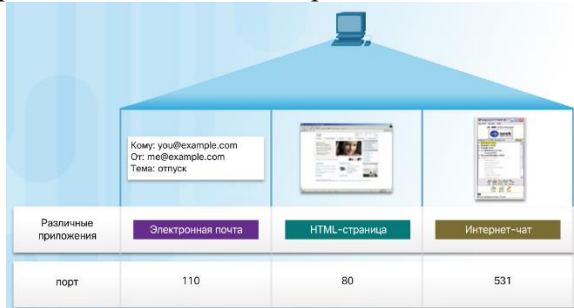 Кому: you@example.com
От: me@example.com
Тема: отпуск
Различные
приложения
Электронная почта
HTML-страница
Интернет-чат
порт
110
80
531